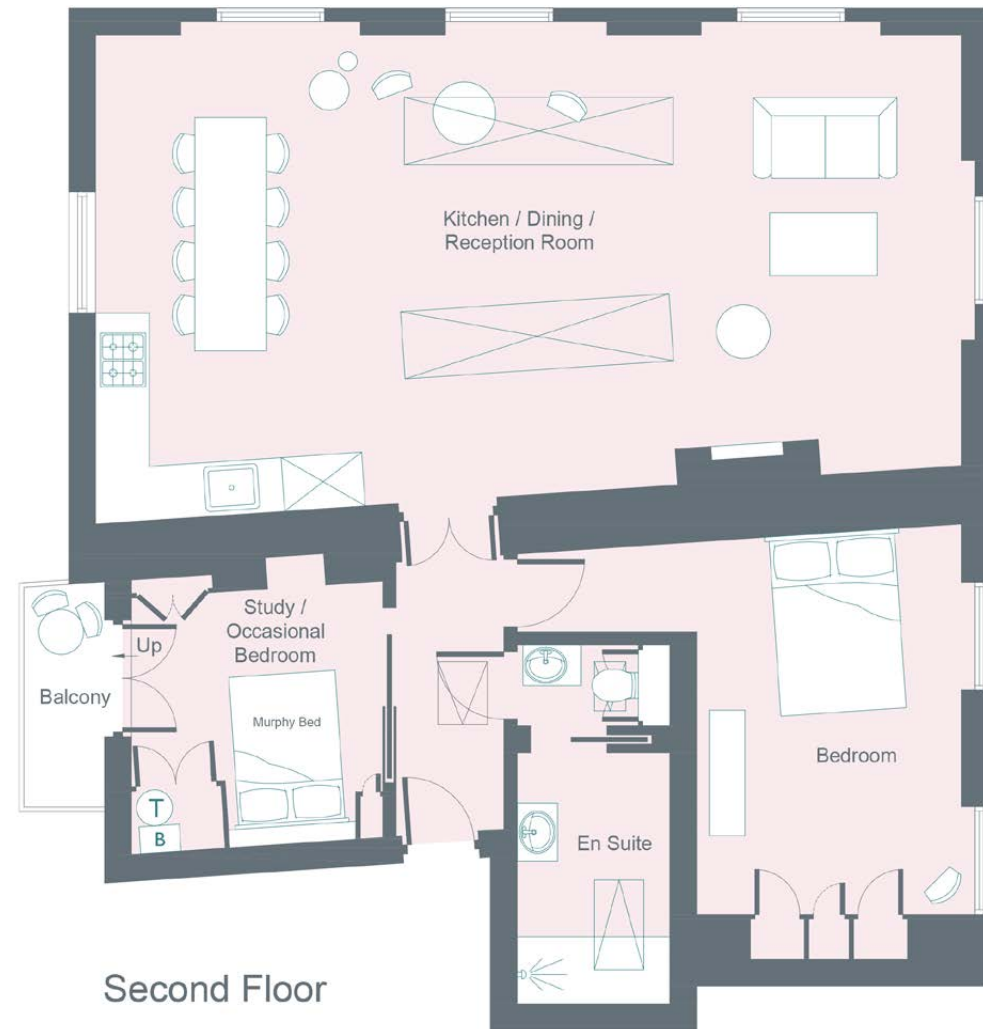 Kitchen / Dining /
Reception Room
Study /
Occasional
Bedroom
Up
Balcony
Murphy Bed
Bedroom
T
B
En Suite
Second Floor